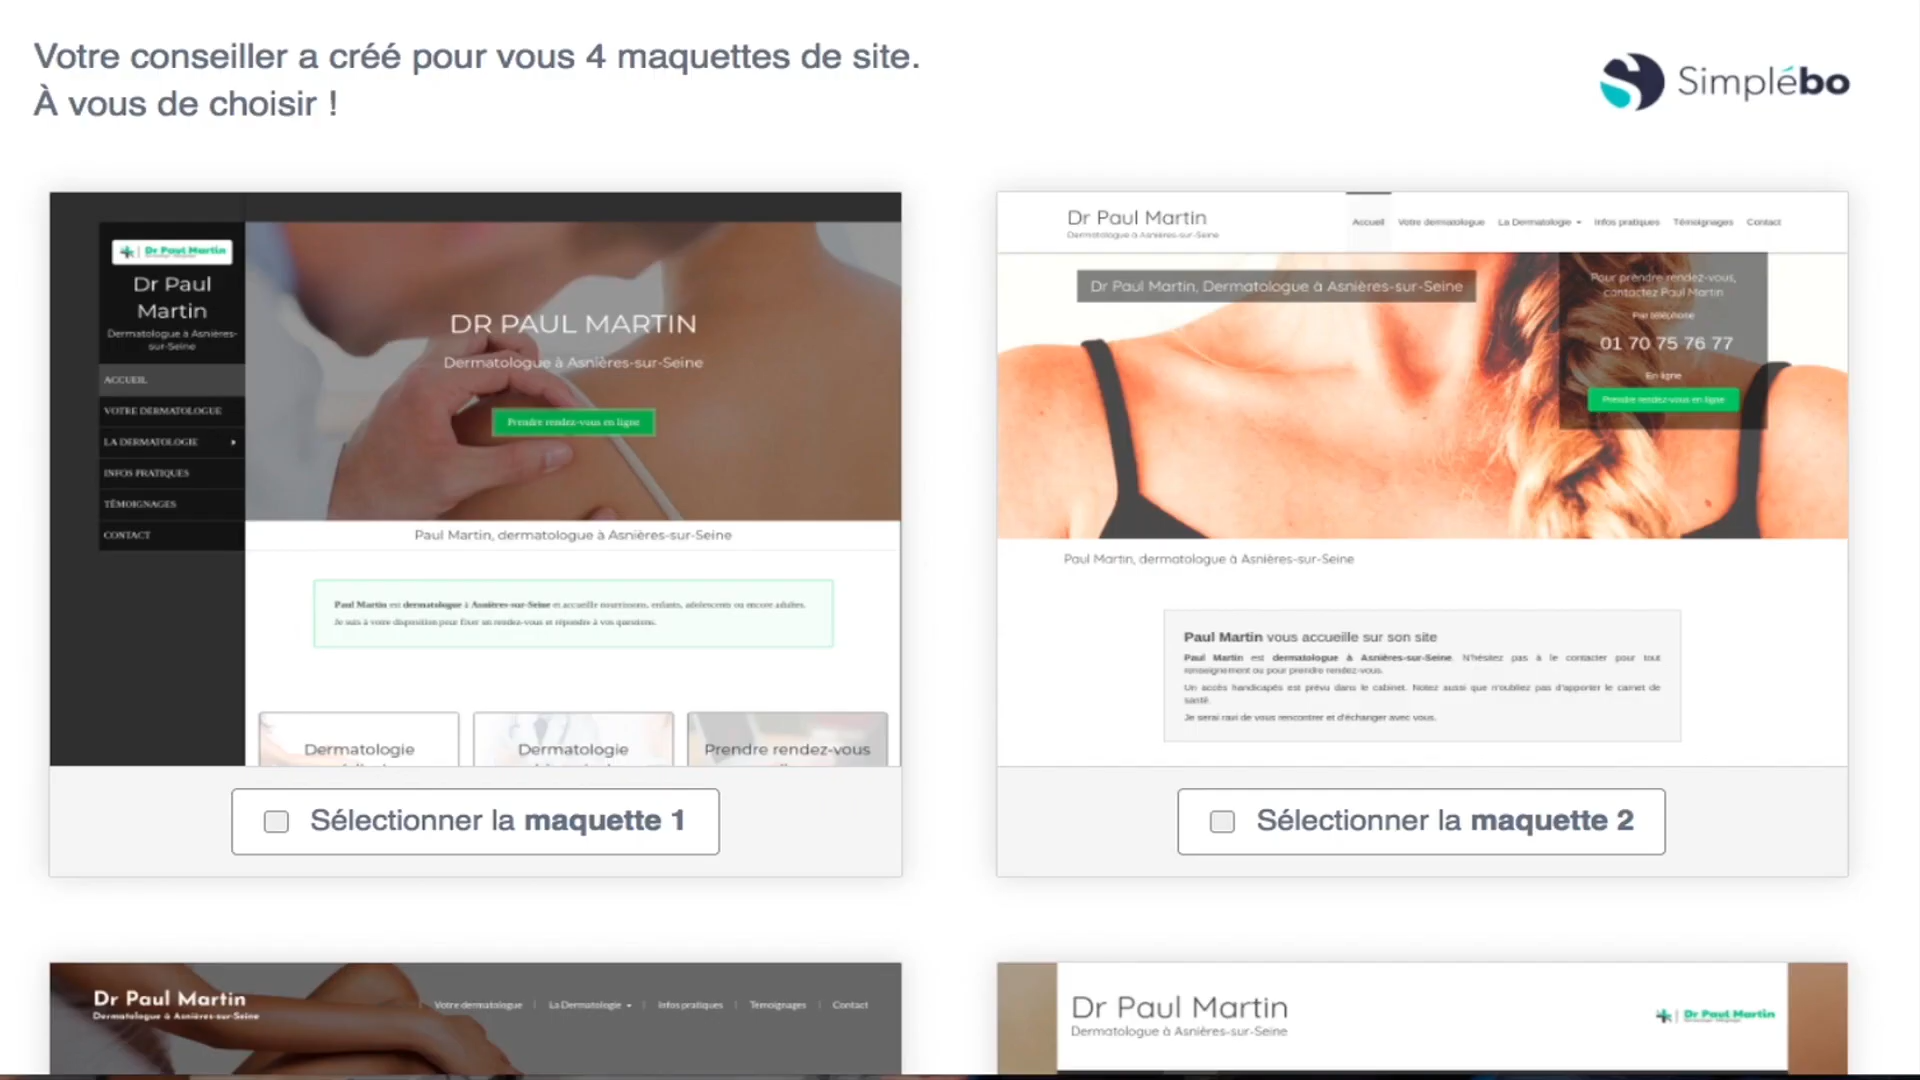 Votre conseiller a créé pour vous 4 maquettes de site.
À vous de choisir !
Simplébo
Dr Paul Martin
Dr Paul
Martin
Dermatologue à Asnières-
sur-Seine
ACCUEIL
VOTRE DERMATOLOGUE
LA DERMATOLOGIE
INFOS PRATIQUES
TÉMOIGNAGES
CONTACT
DR PAUL MARTIN
Dermatologue à Asnières-sur-Seine
Prendre rendez-vous en ligne
Paul Martin, dermatologue à Asnières-sur-Seine
Paul Martin est dermatologue à Asnières-sur-Seine et accueille nourrissons, enfants, adolescents ou encore adultes.
Je suis à votre disposition pour fixer un rendez-vous et répondre à vos questions.
Dermatologie
Dermatologie
Prendre rendez-vous
Sélectionner la maquette 1
Dr Paul Martin
Dermatologue à Asnières-sur-Seine
Accueil
Votre dermatologue
La Dermatologie
Infos pratiques
Témoignages
Contact
Dr Paul Martin, Dermatologue à Asnières-sur-Seine
Pour prendre rendez-vous,
contactez Paul Martin
Par téléphone
01 70 75 76 77
En ligne
Prendre rendez-vous en ligne
Paul Martin, dermatologue à Asnières-sur-Seine
Paul Martin vous accueille sur son site
Paul Martin est dermatologue à Asnières-sur-Seine. N'hésitez pas à le contacter pour tout
renseignement ou pour prendre rendez-vous.
Un accès handicapés est prévu dans le cabinet. Notez aussi que n'oubliez pas d'apporter le carnet de
santé.
Je serai ravi de vous rencontrer et d'échanger avec vous.
Sélectionner la maquette 2
Dr Paul Martin
Dermatologue à Asnières-sur-Seine
Votre dermatologue
La Dermatologie
Infos pratiques
Témoignages
Contact
Dr Paul Martin
Dermatologue à Asnières-sur-Seine
Dr Paul Martin